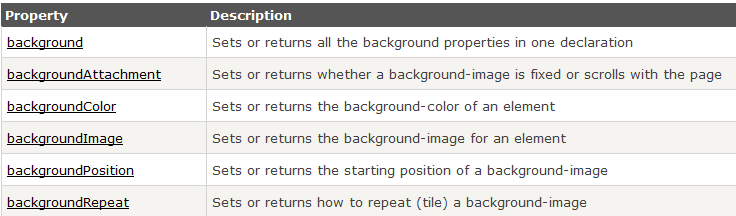 Property Description
background Sets or returns all the background properties in one declaration
backgroundAttachment Sets or returns whether a background-image is fixed or scrolls with the page
backgroundColor Sets or returns the background-color of an element
backgroundImage Sets or returns the background-image for an element
backgroundPosition Sets or returns the starting position of a background-image
backgroundRepeat Sets or returns how to repeat (tile) a background-image